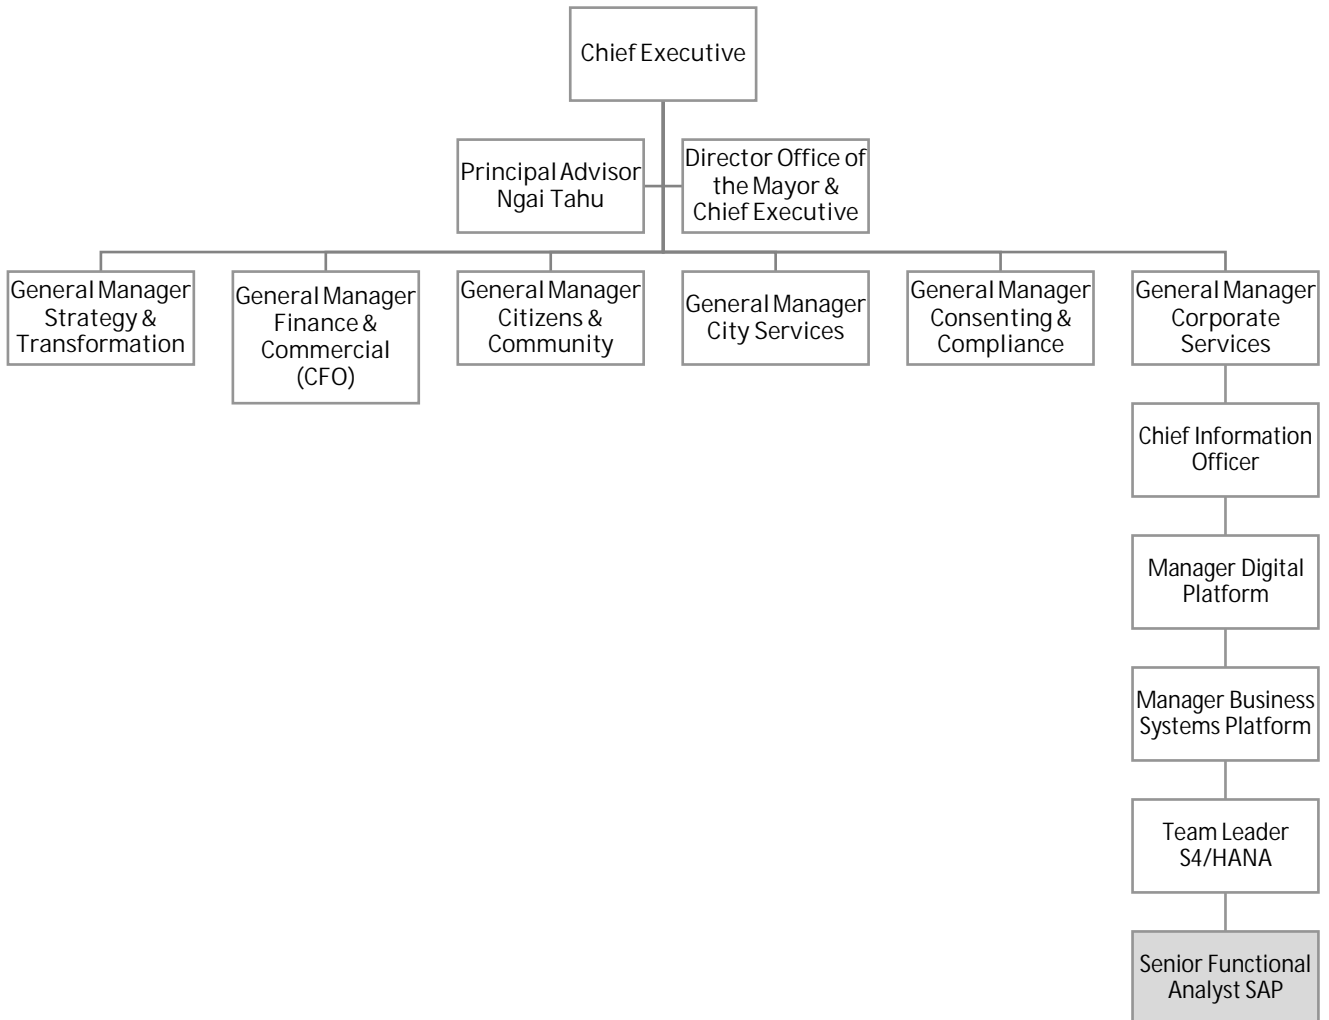 Chief Executive
Principal Advisor
Ngai Tahu
Director Office of
the Mayor &
Chief Executive
General Manager
Strategy &
Transformation
General Manager
Finance &
Commercial
(CFO)
General Manager
Citizens &
Community
General Manager
City Services
General Manager
Consenting &
Compliance
General Manager
Corporate
Services
Chief Information
Officer
Manager Digital
Platform
Manager Business
Systems Platform
Team Leader
S4/HANA
Senior Functional
Analyst SAP